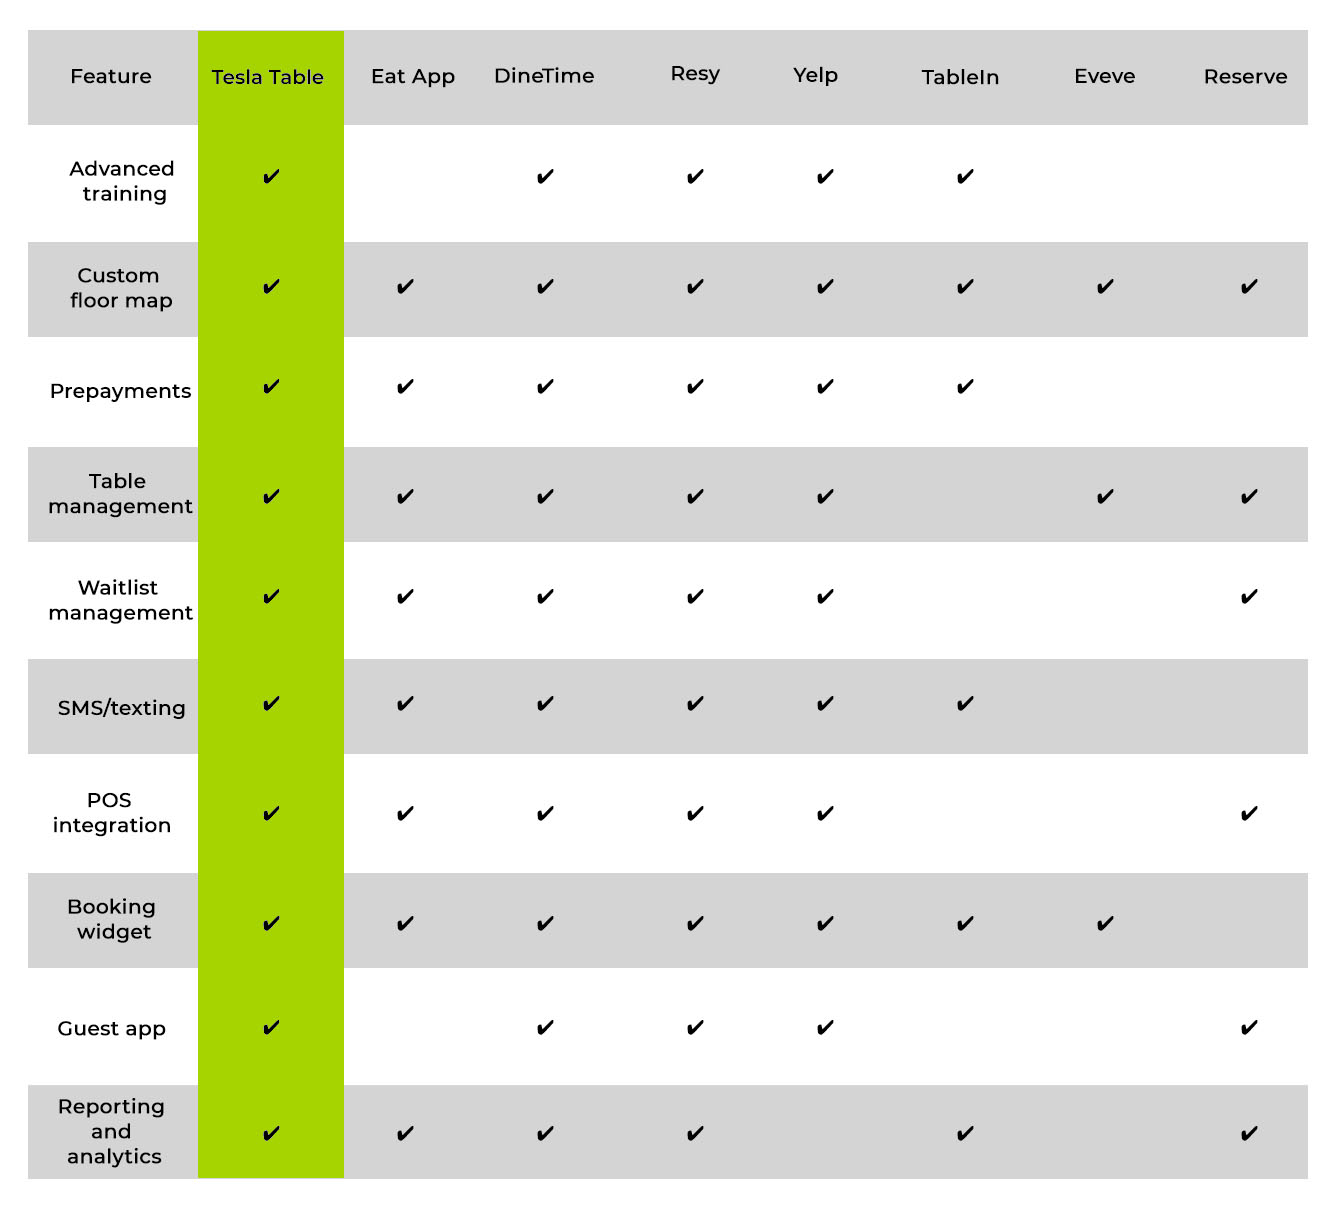 Feature Tesla Table Eat App DineTime Resy Yelp TableIn Eveve Reserve
Advanced
training ✔ ✔ ✔ ✔ ✔
Custom
floor map ✔ ✔ ✔ ✔ ✔ ✔ ✔ ✔
Prepayments ✔ ✔ ✔ ✔ ✔ ✔
Table
management ✔ ✔ ✔ ✔ ✔ ✔ ✔
Waitlist
management ✔ ✔ ✔ ✔ ✔ ✔
SMS/texting ✔ ✔ ✔ ✔ ✔ ✔
POS
integration ✔ ✔ ✔ ✔ ✔ ✔
Booking
widget ✔ ✔ ✔ ✔ ✔ ✔ ✔
Guest app ✔ ✔ ✔ ✔ ✔
Reporting
and
analytics ✔ ✔ ✔ ✔ ✔ ✔